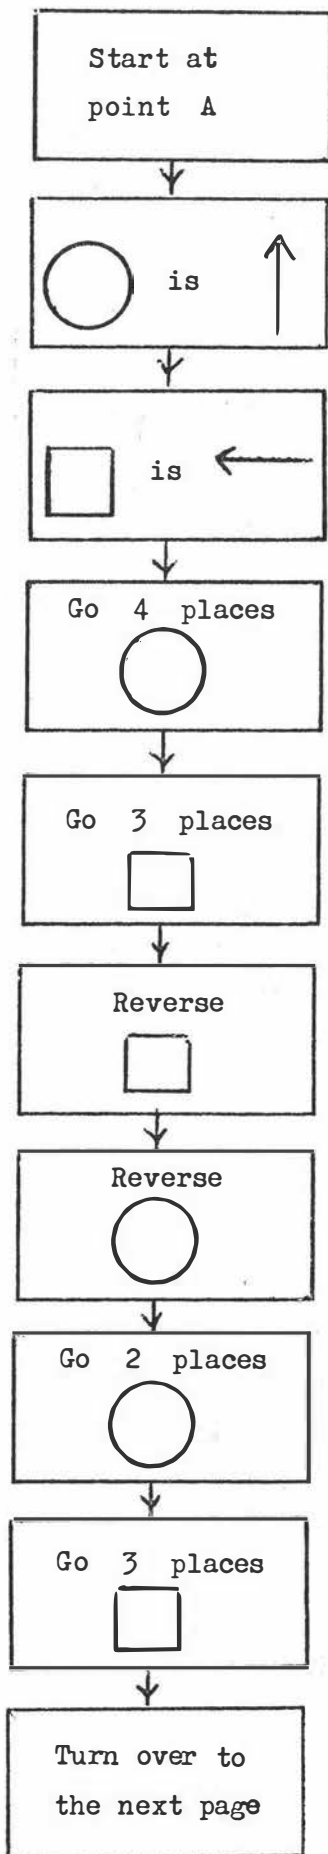 Start at
point A
is
is
Go 4 places
Go 3 places
Reverse
Reverse
Go 2 places
Go 3 places
Turn over to
the next page